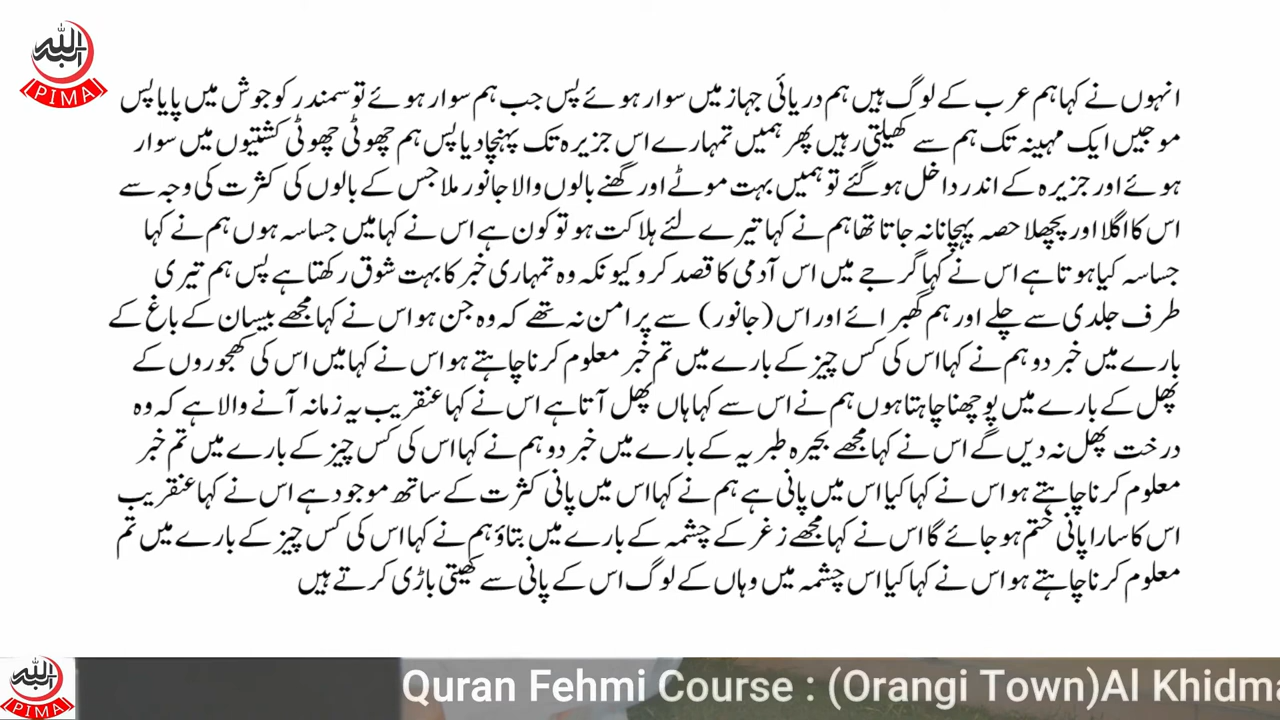 الله
PIMA
انہوں نے کہا ہم عرب کے لوگ ہیں ہم دریائی جہاز میں سوار ہوئے پس جب ہم سوار ہوئے تو سمندر کو جوش میں پایا پس
موجیں ایک مہینہ تک ہم سے کھیلتی رہیں پھر ہمیں تمہارے اس جزیرہ تک پہنچا دیا پس ہم چھوٹی چھوٹی کشتیوں میں سوار
ہوئے اور جزیرہ کے اندر داخل ہو گئے تو ہمیں بہت موٹے اور گھنے بالوں والا جانور ملا جس کے بالوں کی کثرت کی وجہ سے
اس کا اگلا اور پچھلا حصہ پہچانا نہ جاتا تھا ہم نے کہا تیرے لئے ہلاکت ہو تو کون ہے اس نے کہا میں جساسہ ہوں ہم نے کہا
جساسہ کیا ہوتا ہے اس نے کہا گرجے میں اس آدمی کا قصد کرو کیونکہ وہ تمہاری خبر کا بہت شوق رکھتا ہے پس ہم تیری
طرف جلدی سے چلے اور ہم گھبرائے اور اس (جانور) سے پر امن نہ تھے کہ وہ جن ہو اس نے کہا مجھے بیسان کے باغ کے
بارے میں خبر دو ہم نے کہا اس کی کس چیز کے بارے میں تم خبر معلوم کرنا چاہتے ہو اس نے کہا میں اس کی کھجوروں کے
پھل کے بارے میں پوچھنا چاہتا ہوں ہم نے اس سے کہا ہاں پھل آتا ہے اس نے کہا عنقریب یہ زمانہ آنے والا ہے کہ وہ
درخت پھل نہ دیں گے اس نے کہا مجھے بحیرہ طبریہ کے بارے میں خبر دو ہم نے کہا اس کی کس چیز کے بارے میں تم خبر
معلوم کرنا چاہتے ہو اس نے کہا کیا اس میں پانی ہے ہم نے کہا اس میں پانی کثرت کے ساتھ موجود ہے اس نے کہا عنقریب
اس کا سارا پانی ختم ہو جائے گا اس نے کہا مجھے زغر کے چشمہ کے بارے میں بتاؤ ہم نے کہا اس کی کس چیز کے بارے میں تم
معلوم کرنا چاہتے ہو اس نے کہا کیا اس چشمہ میں وہاں کے لوگ اس کے پانی سے کھیتی باڑی کرتے ہیں
الله
PIMA
Quran Fehmi Course : (Orangi Town)Al Khidma